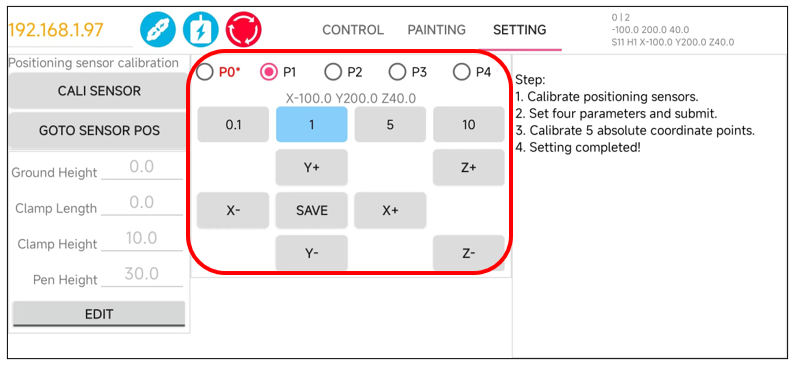 192.168.1.97
CONTROL PAINTING SETTING
0 | 2
-100.0 200.0 40.0
S11 H1 X-100.0 Y200.0 Z40.0
Positioning sensor calibration
CALI SENSOR
GOTO SENSOR POS
Ground Height 0.0
Clamp Length 0.0
Clamp Height 10.0
Pen Height 30.0
EDIT
P0* P1 P2 P3 P4
X-100.0 Y200.0 Z40.0
0.1 1 5 10
Y+ Z+
X- SAVE X+
Y- Z-
Step:
1. Calibrate positioning sensors.
2. Set four parameters and submit.
3. Calibrate 5 absolute coordinate points.
4. Setting completed!